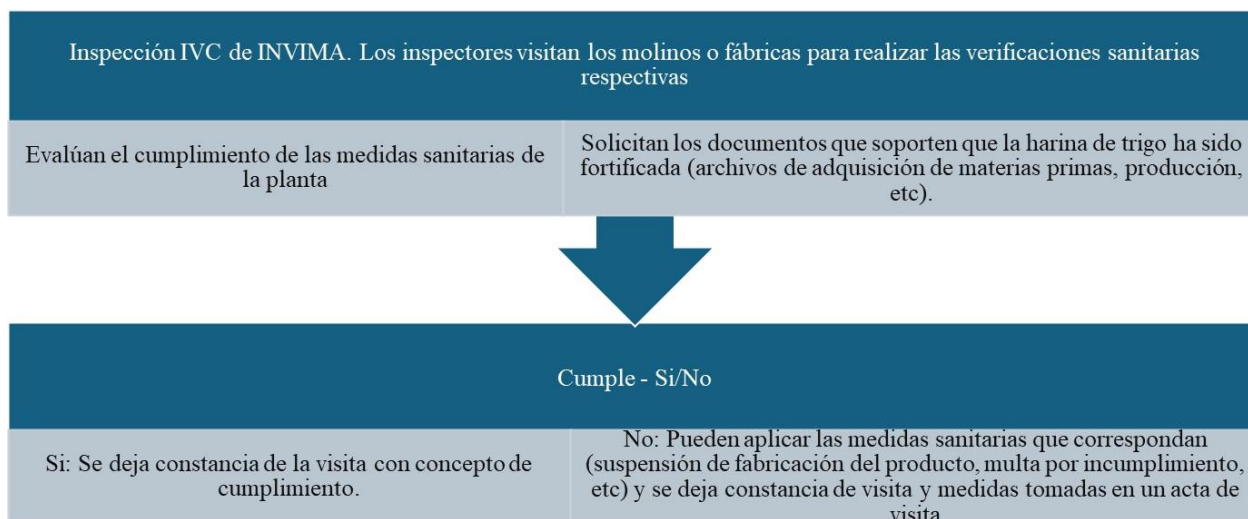 Inspección IVC de INVIMA. Los inspectores visitan los molinos o fábricas para realizar las verificaciones sanitarias
respectivas
Evalúan el cumplimiento de las medidas sanitarias de
la planta
Solicitan los documentos que soporten que la harina de trigo ha sido
fortificada (archivos de adquisición de materias primas, producción,
etc).
Cumple - Si/No
Si: Se deja constancia de la visita con concepto de
cumplimiento.
No: Pueden aplicar las medidas sanitarias que correspondan
(suspensión de fabricación del producto, multa por incumplimiento,
etc) y se deja constancia de visita y medidas tomadas en un acta de
visita